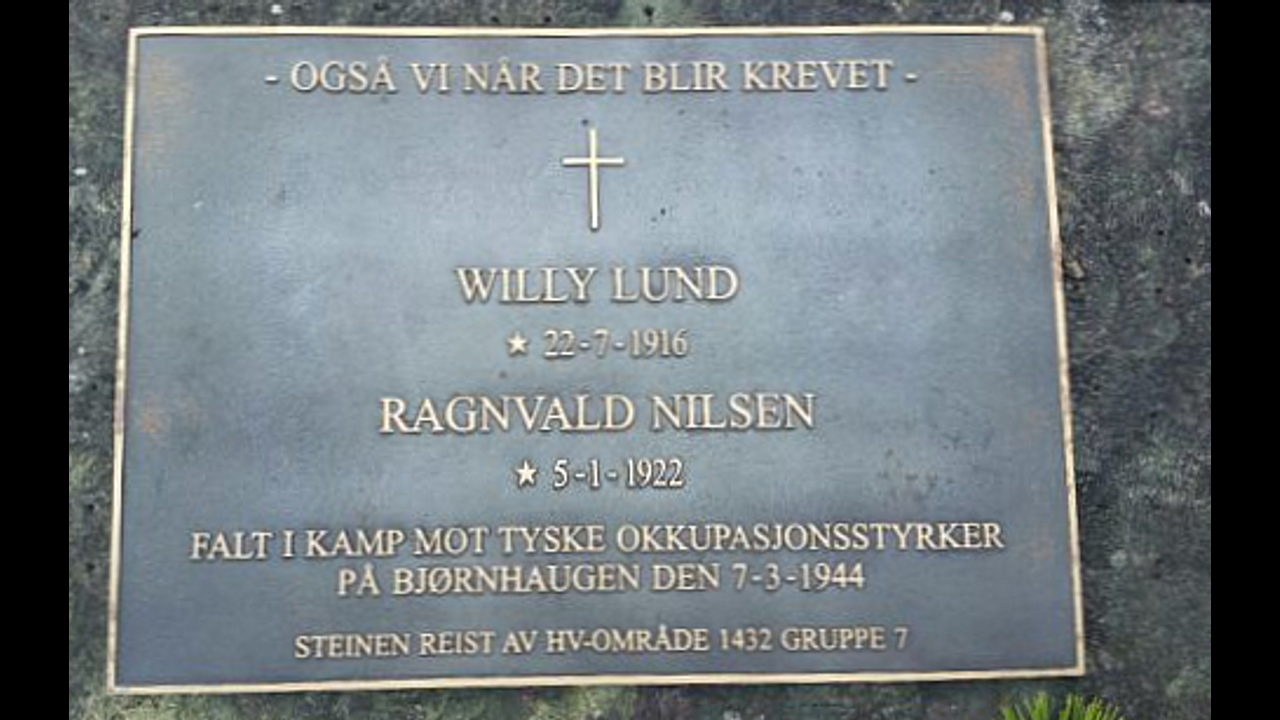 - OGSÅ VI NÅR DET BLIR KREVET -
WILLY LUND
★ 22-7-1916
RAGNVALD NILSEN
★ 5-1-1922
FALT I KAMP MOT TYSKE OKKUPASJONSSTYRKER
PÅ BJØRNHAUGEN DEN 7-3-1944
STEINEN REIST AV HV-OMRÅDE 1432 GRUPPE 7